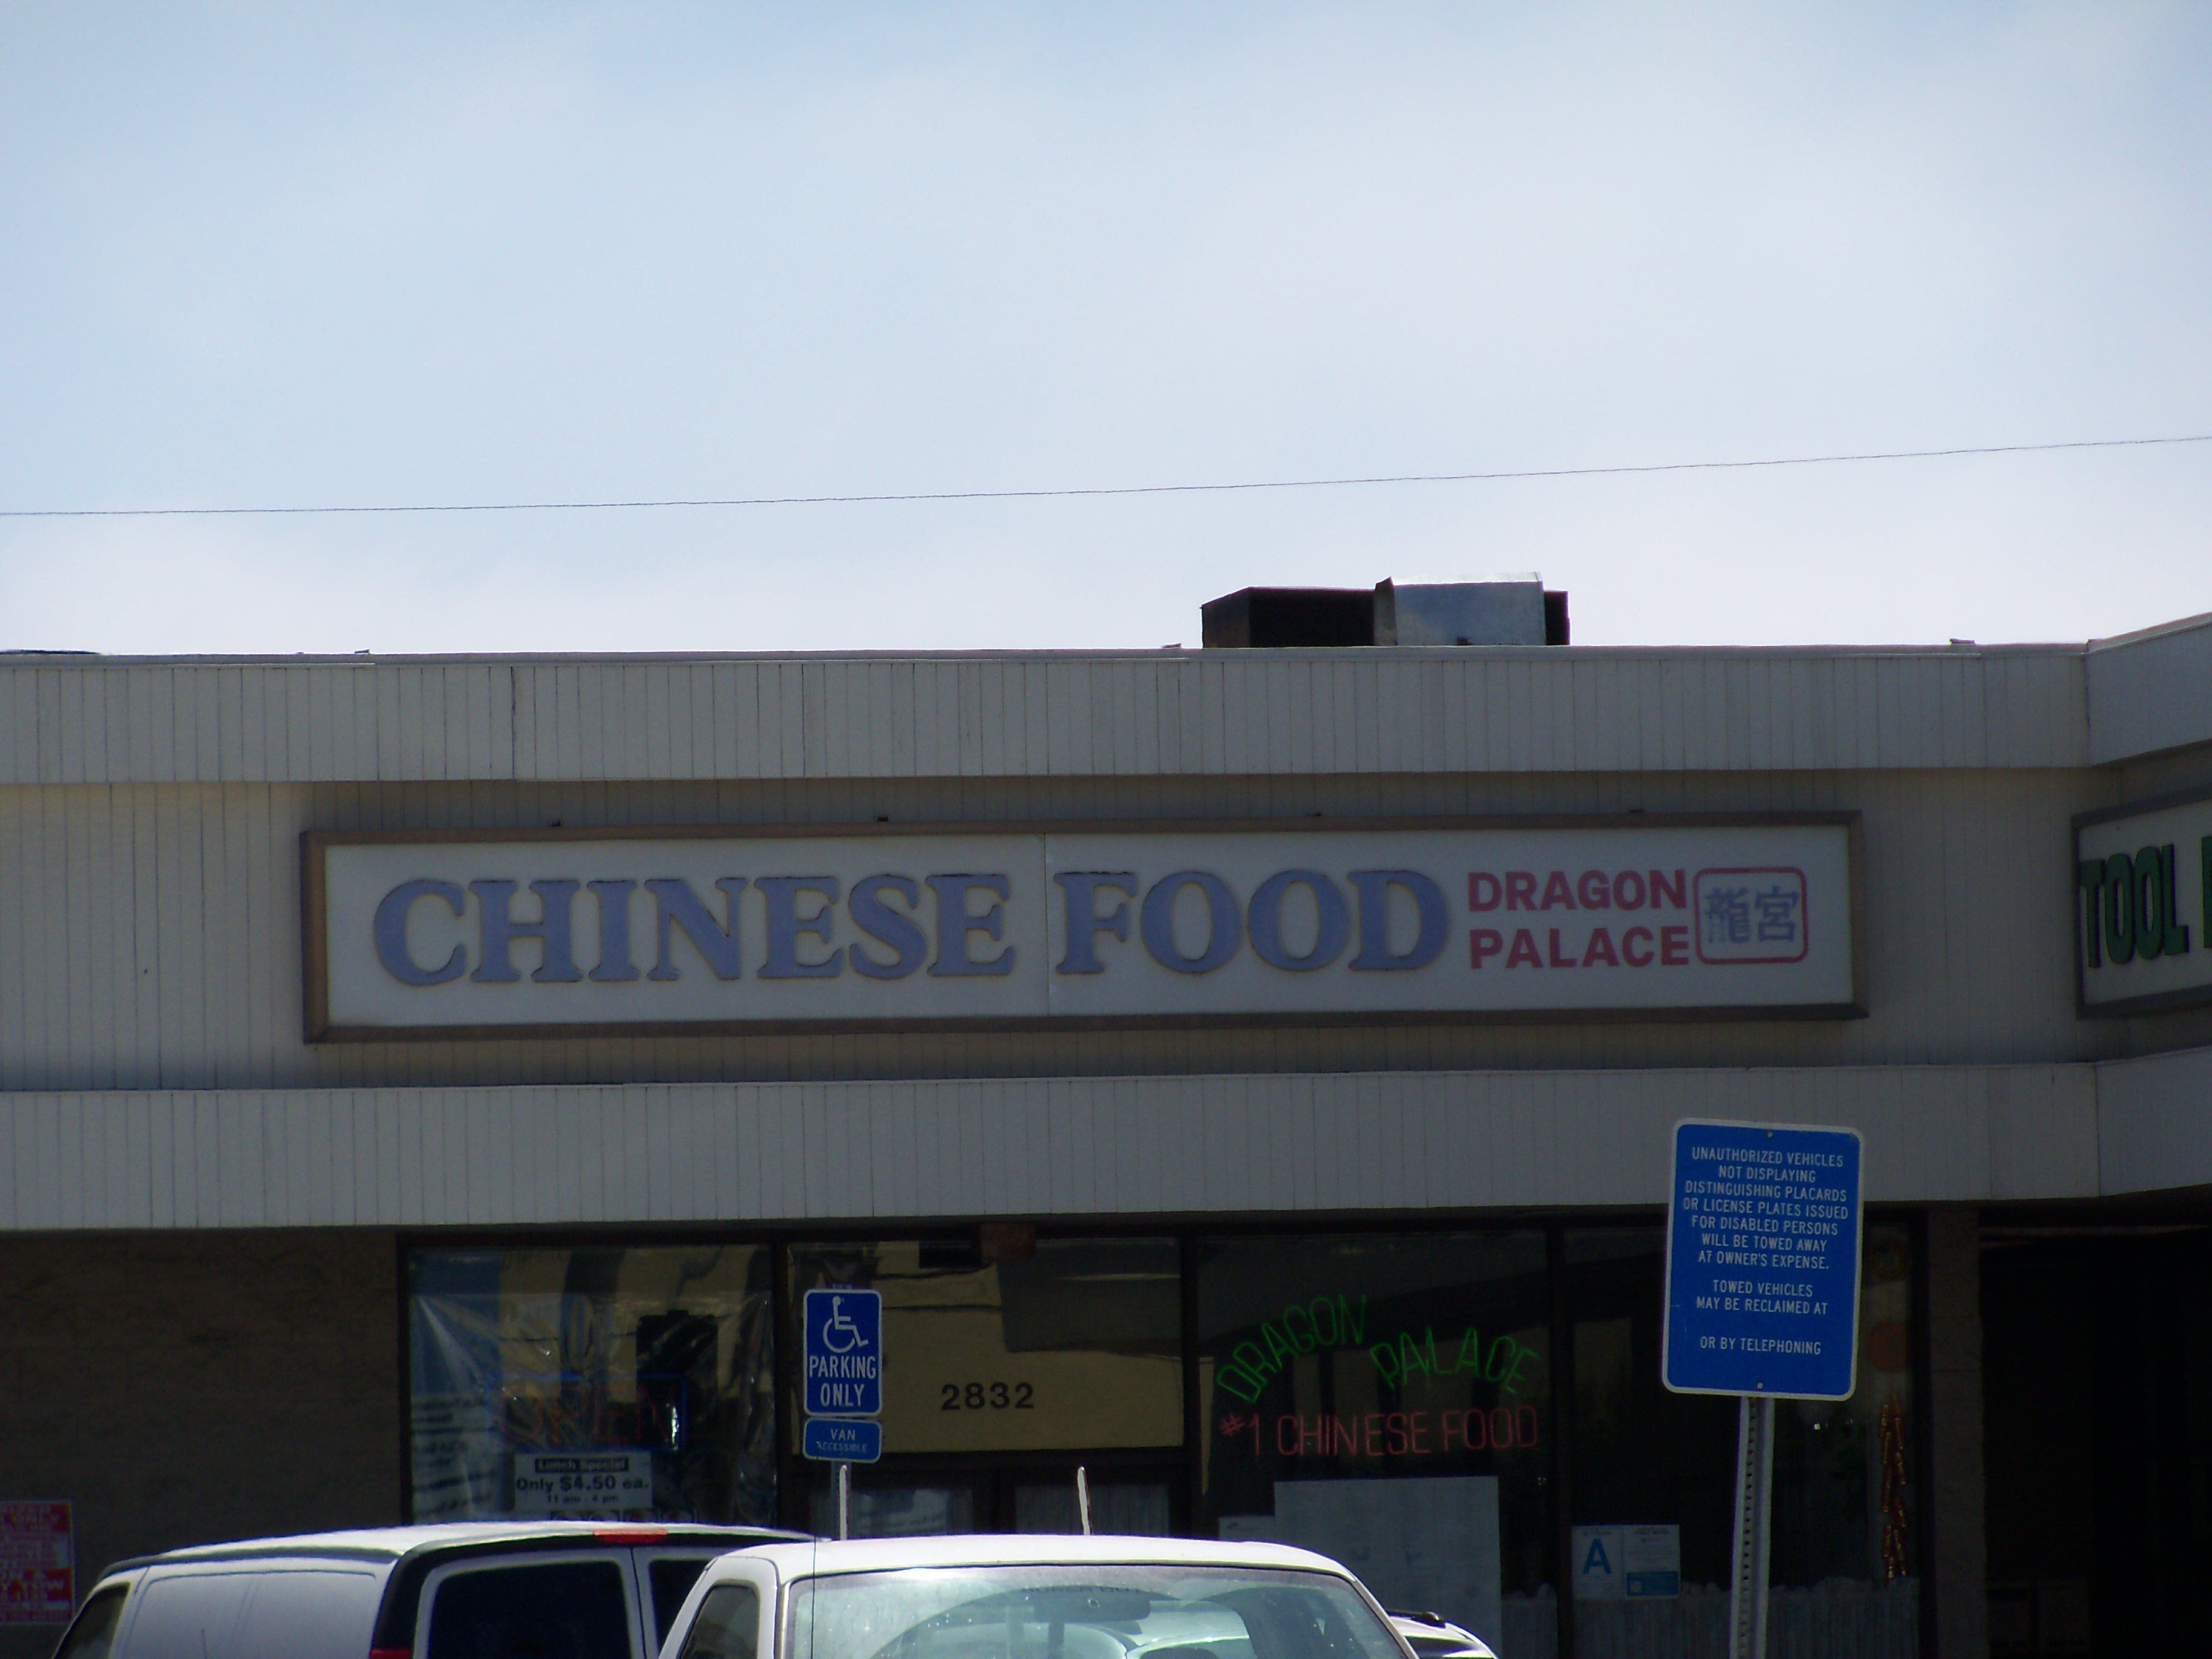 CHINESE FOOD
DRAGON
PALACE
龍宮
TOOL
UNAUTHORIZED VEHICLES
NOT DISPLAYING
DISTINGUISHING PLACARDS
OR LICENSE PLATES ISSUED
FOR DISABLED PERSONS
WILL BE TOWED AWAY
AT OWNER'S EXPENSE.
TOWED VEHICLES
MAY BE RECLAIMED AT
OR BY TELEPHONING
PARKING
ONLY
VAN
ACCESSIBLE
2832
DRAGON PALACE
#1 CHINESE FOOD
OPEN
Lunch Special
Only $4.50 ea.
11 am - 4 pm
A